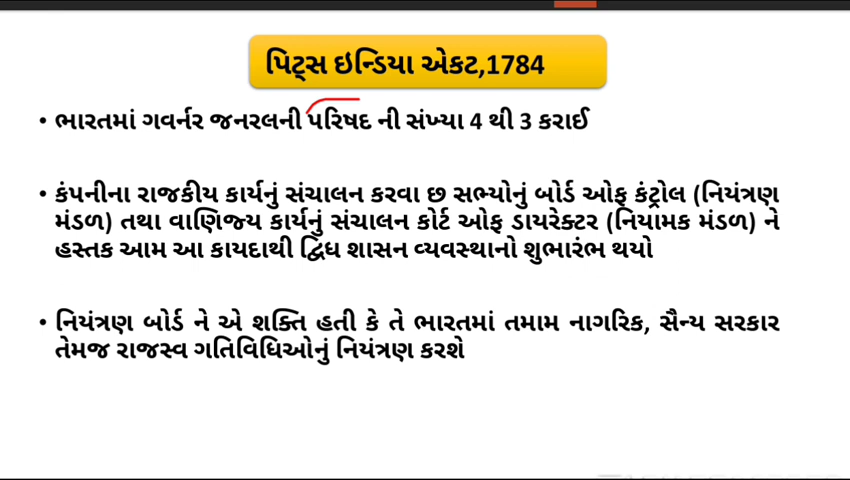 પિટ્સ ઇન્ડિયા એકટ,1784
• ભારતમાં ગવર્નર જનરલની પરિષદ ની સંખ્યા 4 થી 3 કરાઈ
• કંપનીના રાજકીય કાર્યનું સંચાલન કરવા છ સભ્યોનું બોર્ડ ઓફ કંટ્રોલ (નિયંત્રણ
મંડળ) તથા વાણિજ્ય કાર્યનું સંચાલન કોર્ટ ઓફ ડાયરેક્ટર (નિયામક મંડળ) ને
હસ્તક આમ આ કાયદાથી દ્વિધ શાસન વ્યવસ્થાનો શુભારંભ થયો
• નિયંત્રણ બોર્ડ ને એ શક્તિ હતી કે તે ભારતમાં તમામ નાગરિક, સૈન્ય સરકાર
તેમજ રાજસ્વ ગતિવિધિઓનું નિયંત્રણ કરશે